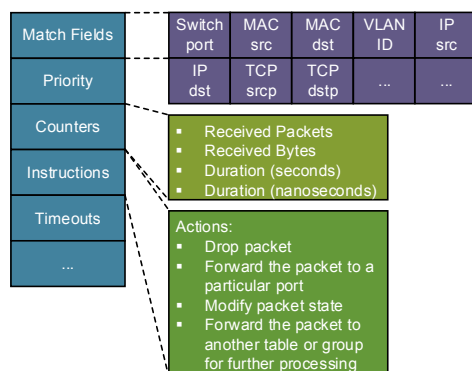 Match Fields
Priority
Counters
Instructions
Timeouts
...
Switch port
MAC src
MAC dst
VLAN ID
IP src
IP dst
TCP srcp
TCP dstp
...
...
▪ Received Packets
▪ Received Bytes
▪ Duration (seconds)
▪ Duration (nanoseconds)
Actions:
▪ Drop packet
▪ Forward the packet to a
particular port
▪ Modify packet state
▪ Forward the packet to
another table or group
for further processing